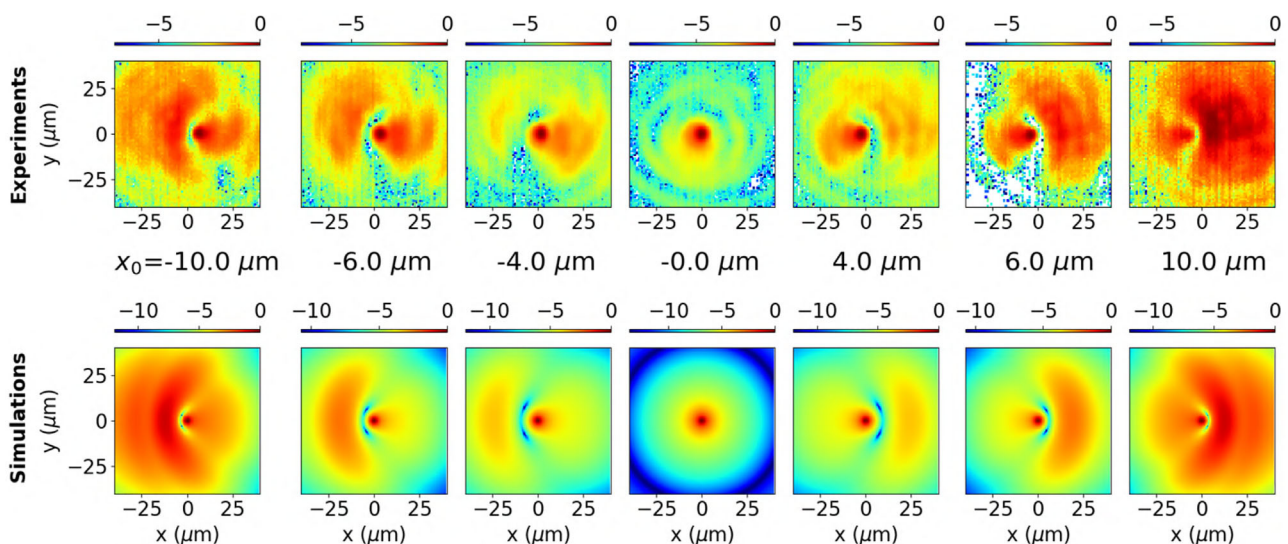 −5 0 −5 0 −5 0 −5 0 −5 0 −5 0 −5 0
Experiments
y (μm)
25
0
−25
−25 0 25 −25 0 25 −25 0 25 −25 0 25 −25 0 25 −25 0 25 −25 0 25
x₀=-10.0 μm -6.0 μm -4.0 μm -0.0 μm 4.0 μm 6.0 μm 10.0 μm
−10 −5 0 −10 −5 0 −10 −5 0 −10 −5 0 −10 −5 0 −10 −5 0 −10 −5 0
Simulations
y (μm)
25
0
−25
−25 0 25 −25 0 25 −25 0 25 −25 0 25 −25 0 25 −25 0 25 −25 0 25
x (μm) x (μm) x (μm) x (μm) x (μm) x (μm) x (μm)